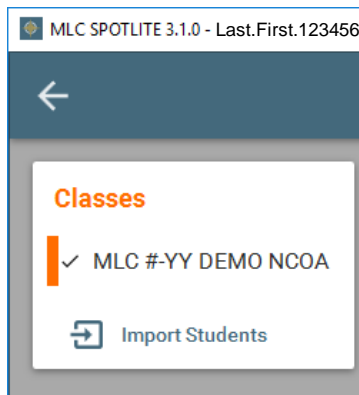 MLC SPOTLITE 3.1.0 - Last.First.123456
Classes
MLC #-YY DEMO NCOA
Import Students